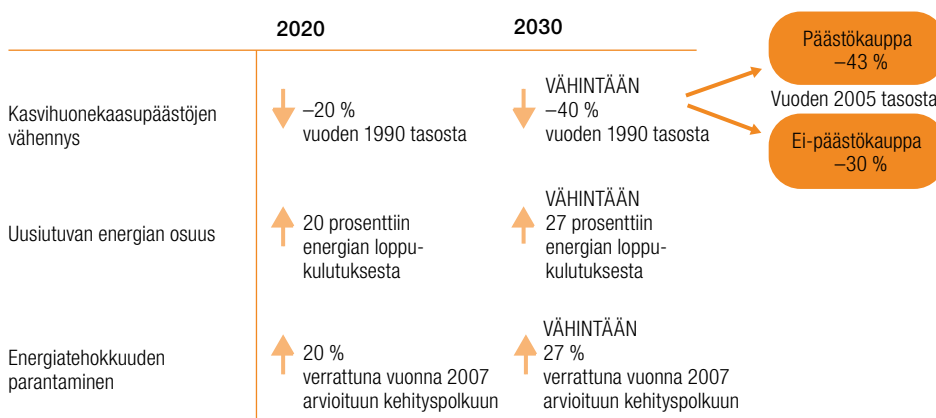 2020
2030
Kasvihuonekaasupäästöjen
vähennys
–20 %
vuoden 1990 tasosta
VÄHINTÄÄN
–40 %
vuoden 1990 tasosta
Päästökauppa
–43 %
Vuoden 2005 tasosta
Ei-päästökauppa
–30 %
Uusiutuvan energian osuus
20 prosenttiin
energian loppu-
kulutuksesta
VÄHINTÄÄN
27 prosenttiin
energian loppu-
kulutuksesta
Energiatehokkuuden
parantaminen
20 %
verrattuna vuonna 2007
arvioituun kehityspolkuun
VÄHINTÄÄN
27 %
verrattuna vuonna 2007
arvioituun kehityspolkuun